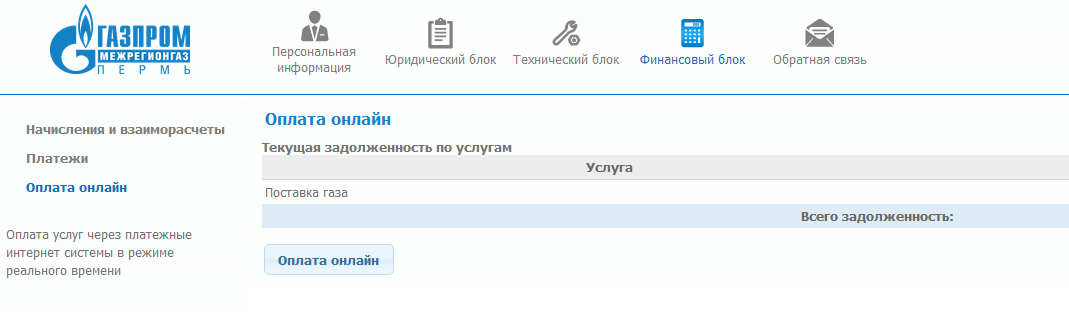 ГАЗПРОМ
МЕЖРЕГИОНГАЗ
ПЕРМЬ
Персональная
информация
Юридический блок
Технический блок
Финансовый блок
Обратная связь
Начисления и взаиморасчеты
Платежи
Оплата онлайн
Оплата услуг через платежные
интернет системы в режиме
реального времени
Оплата онлайн
Текущая задолженность по услугам
Услуга
Поставка газа
Всего задолженность:
Оплата онлайн